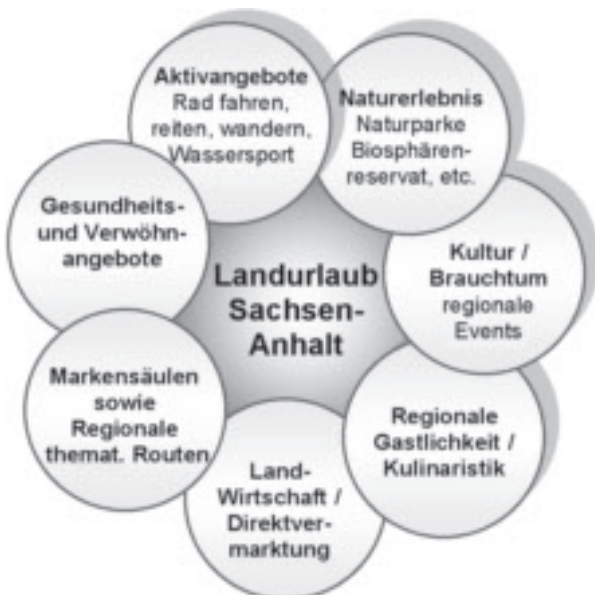 Aktivangebote
Rad fahren,
reiten, wandern,
Wassersport
Naturerlebnis
Naturparke
Biosphären-
reservat, etc.
Gesundheits-
und Verwöhn-
angebote
Kultur /
Brauchtum
regionale
Events
Landurlaub
Sachsen-
Anhalt
Markensäulen
sowie
Regionale
themat. Routen
Regionale
Gastlichkeit /
Kulinaristik
Land-
Wirtschaft /
Direktver-
marktung